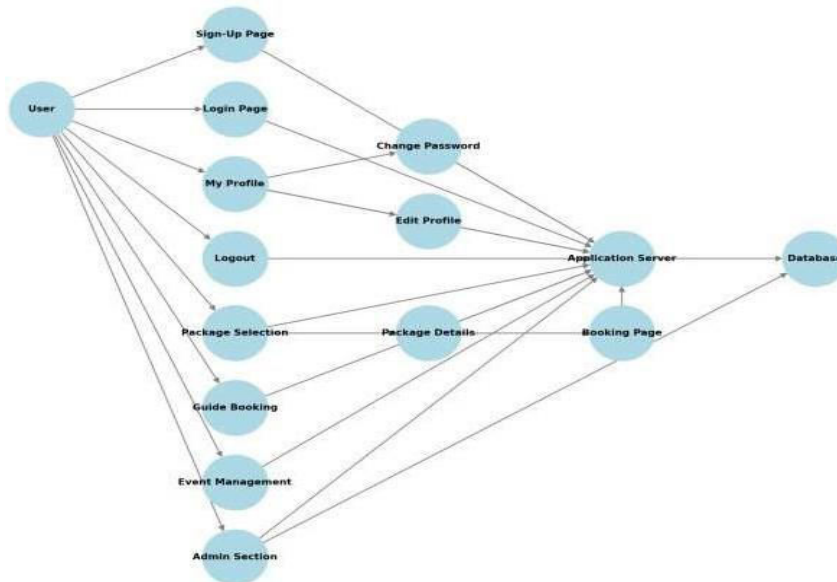 Sign-Up Page
User
Login Page
Change Password
My Profile
Edit Profile
Logout
Application Server
Database
Package Selection
Package Details
Booking Page
Guide Booking
Event Management
Admin Section